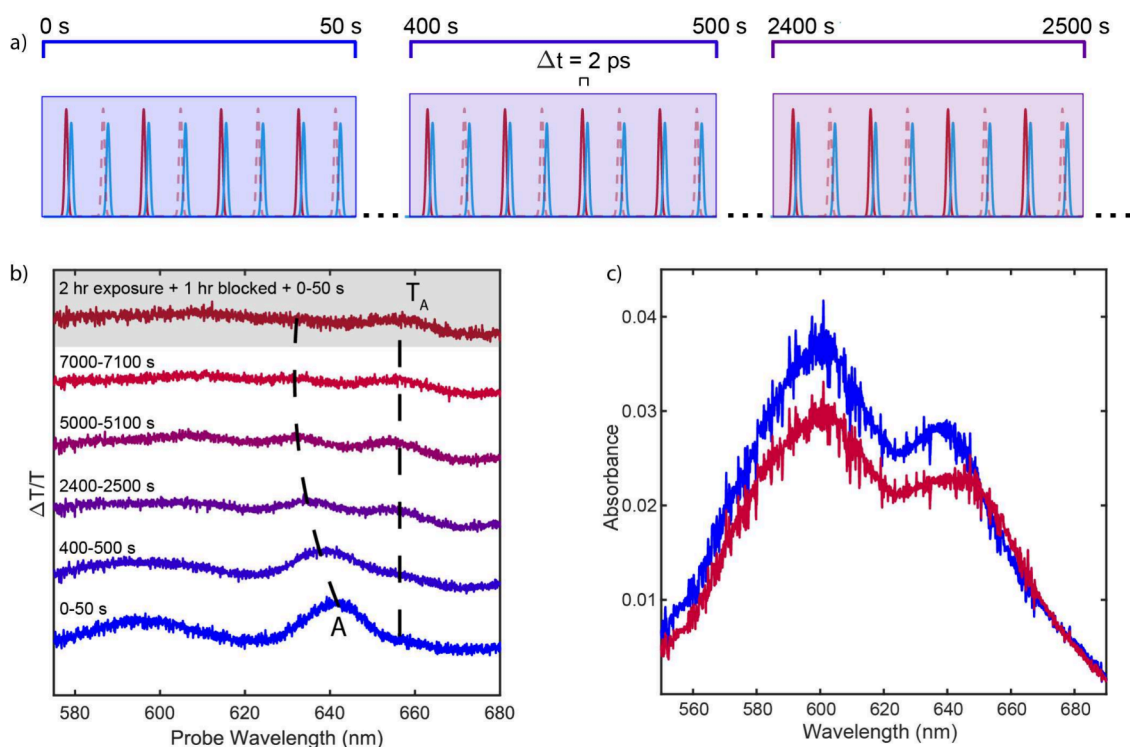 0 s 50 s 400 s 500 s 2400 s 2500 s
a)
Δt = 2 ps
b)
2 hr exposure + 1 hr blocked + 0-50 s
T_A
7000-7100 s
5000-5100 s
2400-2500 s
400-500 s
0-50 s
A
ΔT/T
580 600 620 640 660 680
Probe Wavelength (nm)
c)
0.04
0.03
0.02
0.01
Absorbance
560 580 600 620 640 660 680
Wavelength (nm)